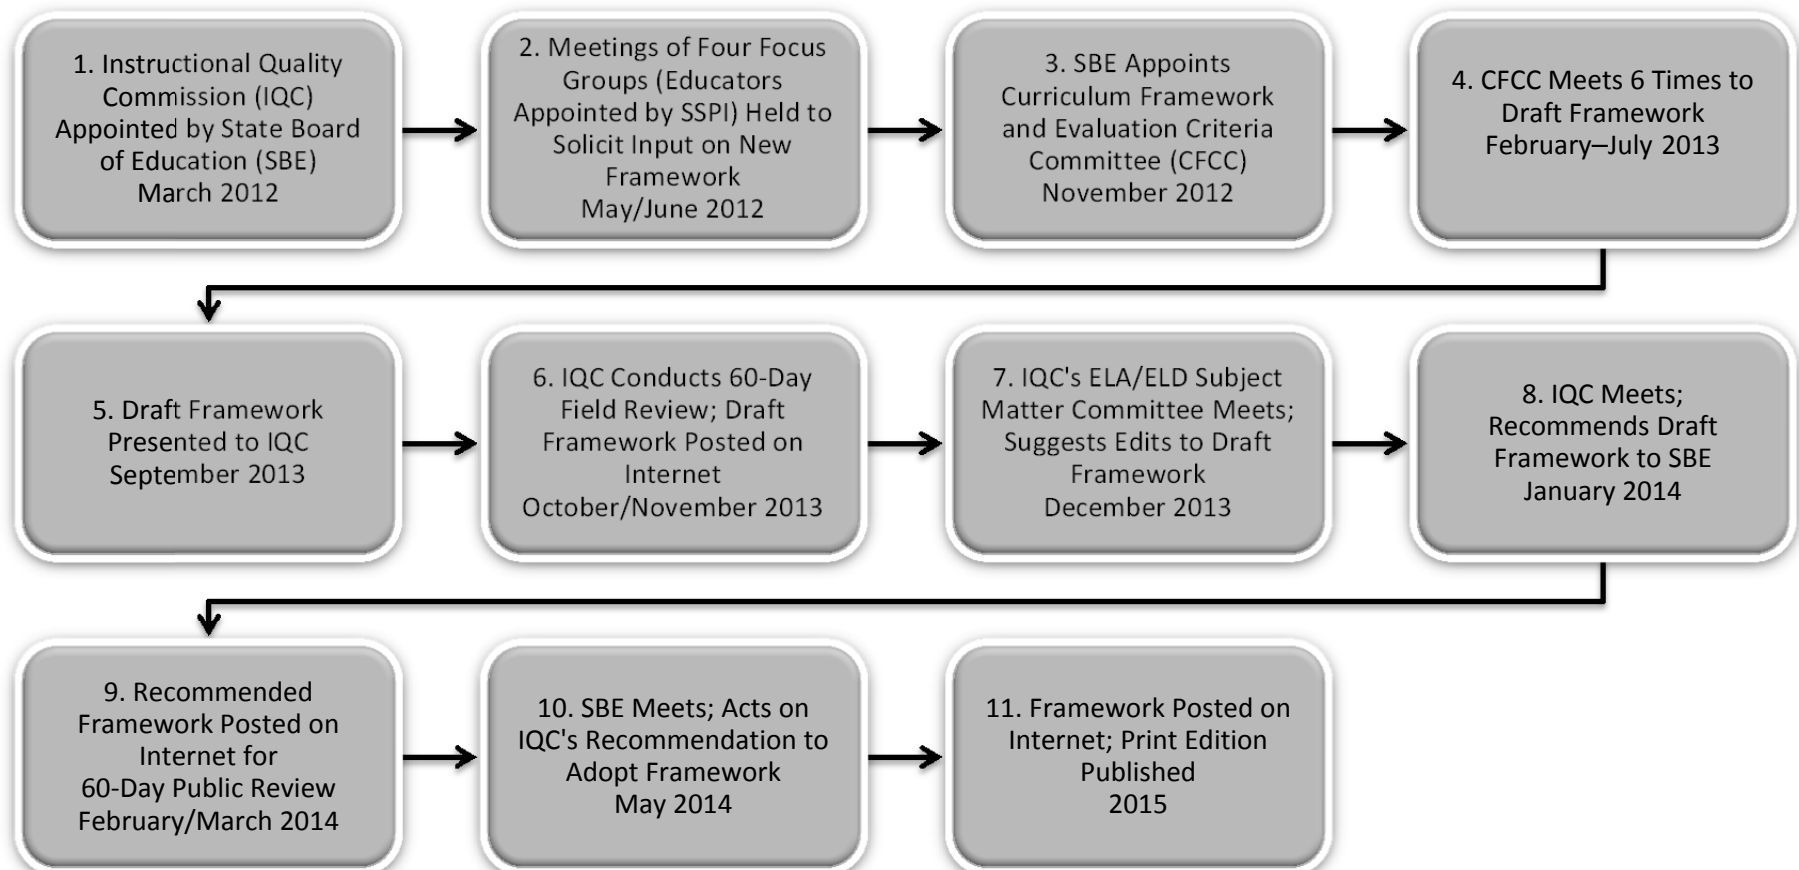 1. Instructional Quality
Commission (IQC)
Appointed by State Board
of Education (SBE)
March 2012
2. Meetings of Four Focus
Groups (Educators
Appointed by SSPI) Held to
Solicit Input on New
Framework
May/June 2012
3. SBE Appoints
Curriculum Framework
and Evaluation Criteria
Committee (CFCC)
November 2012
4. CFCC Meets 6 Times to
Draft Framework
February–July 2013
5. Draft Framework
Presented to IQC
September 2013
6. IQC Conducts 60-Day
Field Review; Draft
Framework Posted on
Internet
October/November 2013
7. IQC's ELA/ELD Subject
Matter Committee Meets;
Suggests Edits to Draft
Framework
December 2013
8. IQC Meets;
Recommends Draft
Framework to SBE
January 2014
9. Recommended
Framework Posted on
Internet for
60-Day Public Review
February/March 2014
10. SBE Meets; Acts on
IQC's Recommendation to
Adopt Framework
May 2014
11. Framework Posted on
Internet; Print Edition
Published
2015